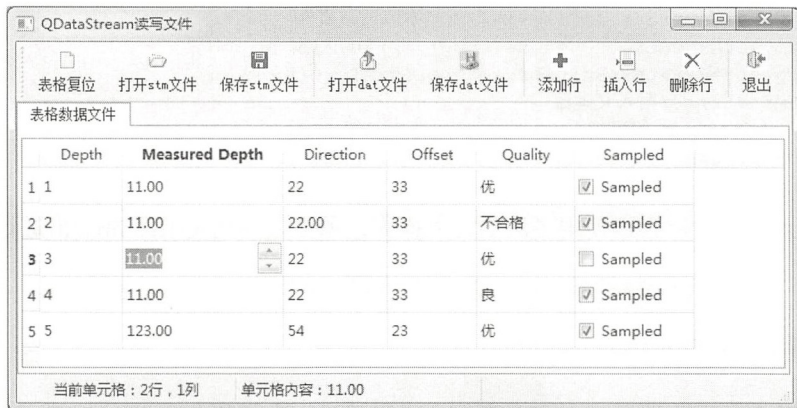 QDataStream读写文件
表格复位 打开stm文件 保存stm文件 打开dat文件 保存dat文件 添加行 插入行 删除行 退出
表格数据文件
Depth Measured Depth Direction Offset Quality Sampled
1 1 11.00 22 33 优 Sampled
2 2 11.00 22.00 33 不合格 Sampled
3 3 11.00 22 33 优 Sampled
4 4 11.00 22 33 良 Sampled
5 5 123.00 54 23 优 Sampled
当前单元格：2行，1列 单元格内容：11.00